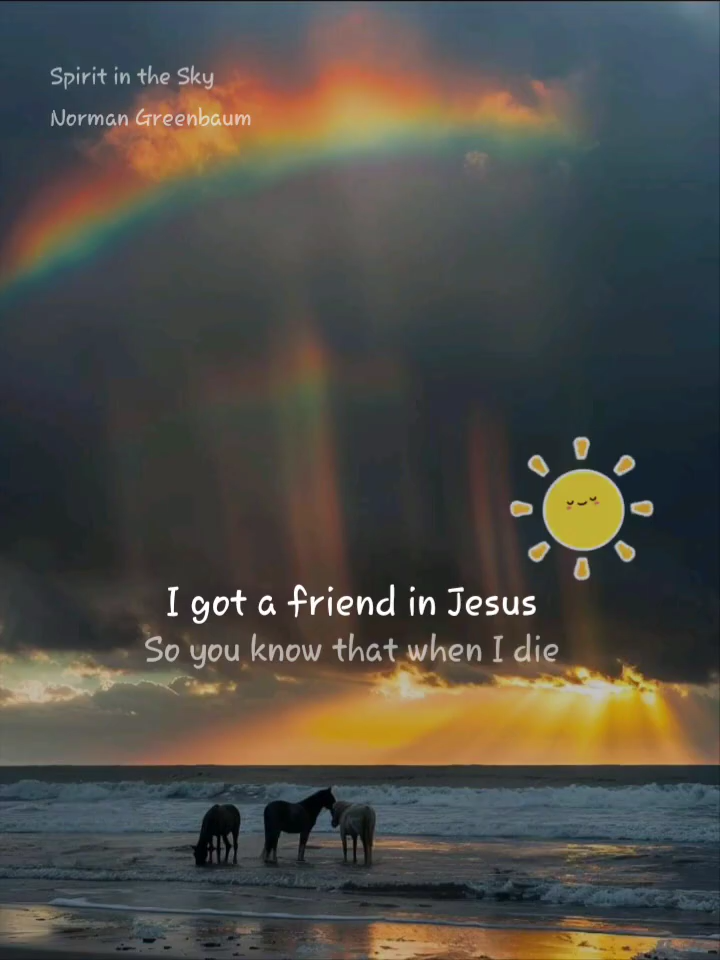 Spirit in the Sky
Norman Greenbaum
I got a friend in Jesus
So you know that when I die